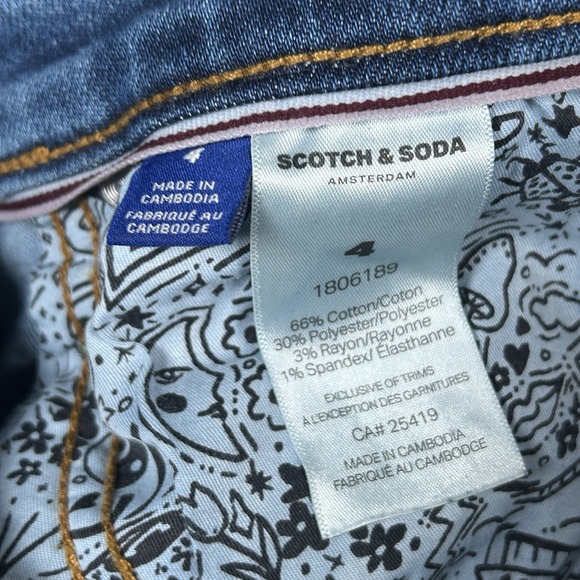 4
MADE IN
CAMBODIA
FABRIQUÉ AU
CAMBODGE
SCOTCH & SODA
AMSTERDAM
4
1806189
66% Cotton/Coton
30% Polyester/Polyester
3% Rayon/Rayonne
1% Spandex/ Elasthanne
EXCLUSIVE OF TRIMS
À L'EXCEPTION DES GARNITURES
CA# 25419
MADE IN CAMBODIA
FABRIQUÉ AU CAMBODGE